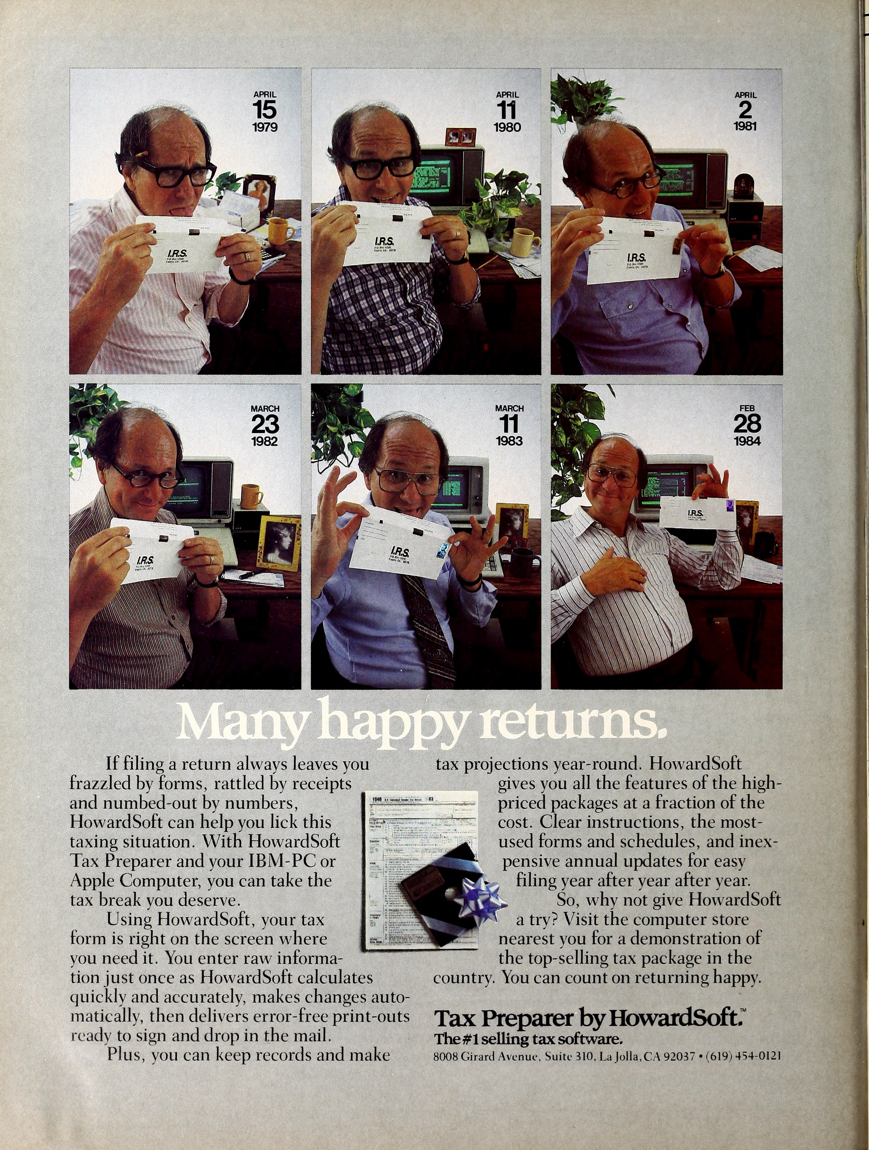 APRIL
15
1979
APRIL
11
1980
APRIL
2
1981
I.R.S.
I.R.S.
I.R.S.
MARCH
23
1982
MARCH
11
1983
FEB
28
1984
I.R.S.
I.R.S.
I.R.S.
Many happy returns.
If filing a return always leaves you
frazzled by forms, rattled by receipts
and numbed-out by numbers,
HowardSoft can help you lick this
taxing situation. With HowardSoft
Tax Preparer and your IBM-PC or
Apple Computer, you can take the
tax break you deserve.
Using HowardSoft, your tax
form is right on the screen where
you need it. You enter raw informa-
tion just once as HowardSoft calculates
quickly and accurately, makes changes auto-
matically, then delivers error-free print-outs
ready to sign and drop in the mail.
Plus, you can keep records and make
1040
tax projections year-round. HowardSoft
gives you all the features of the high-
priced packages at a fraction of the
cost. Clear instructions, the most-
used forms and schedules, and inex-
pensive annual updates for easy
filing year after year after year.
So, why not give HowardSoft
a try? Visit the computer store
nearest you for a demonstration of
the top-selling tax package in the
country. You can count on returning happy.
Tax Preparer by HowardSoft.™
The #1 selling tax software.
8008 Girard Avenue, Suite 310, La Jolla, CA 92037 • (619) 454-0121